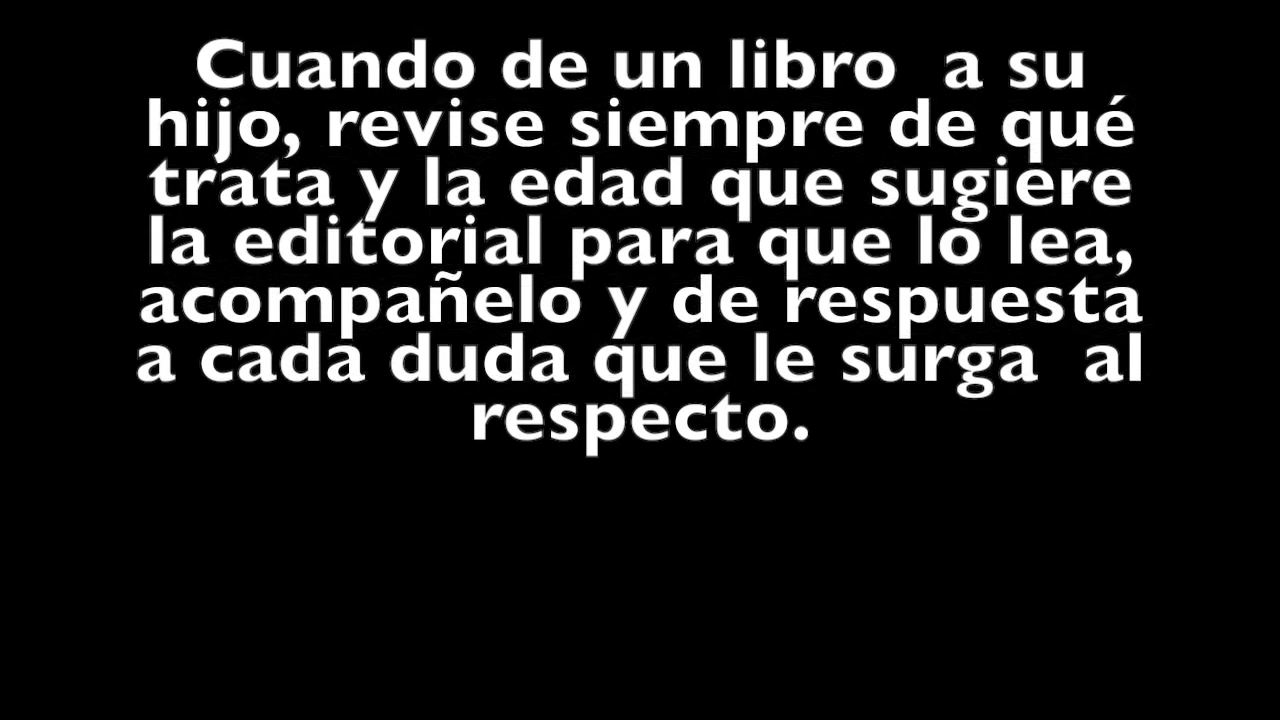 Cuando de un libro  a su
hijo, revise siempre de qué
trata y la edad que sugiere
la editorial para que lo lea,
acompañelo y de respuesta
a cada duda que le surga  al
respecto.